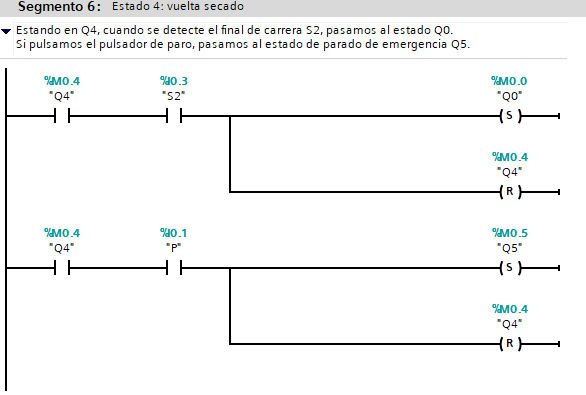 Segmento 6: Estado 4: vuelta secado
Estando en Q4, cuando se detecte el final de carrera S2, pasamos al estado Q0.
Si pulsamos el pulsador de paro, pasamos al estado de parado de emergencia Q5.
%M0.4 %I0.3 %M0.0
"Q4" "S2" "Q0"
S
%M0.4
"Q4"
R
%M0.4 %I0.1 %M0.5
"Q4" "P" "Q5"
S
%M0.4
"Q4"
R